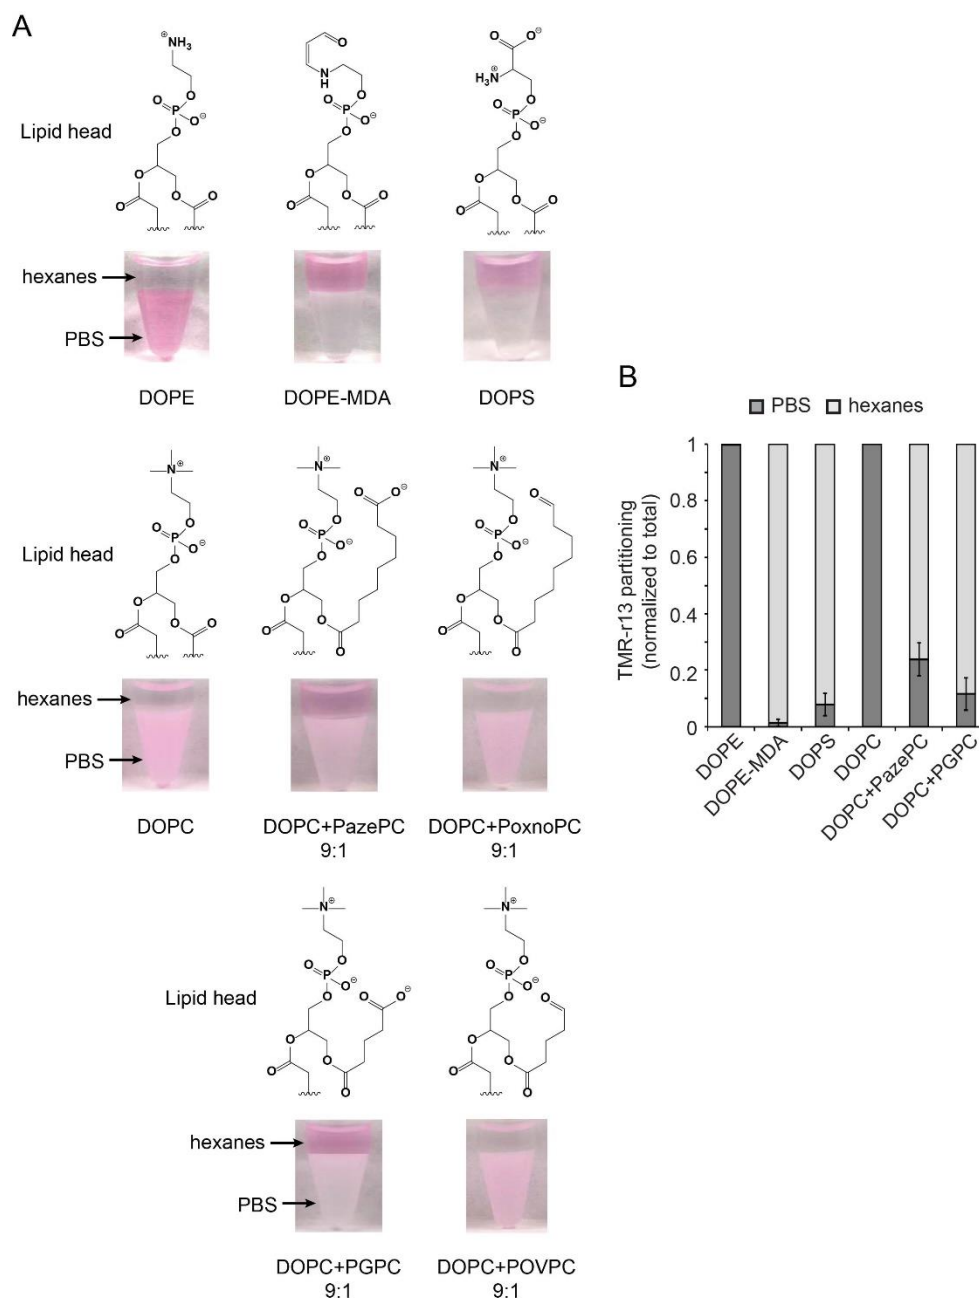 A
Lipid head
⊕
NH₃
O
O
P
O⊖
O
O
O
O
O
O
N
H
O
O
P
O⊖
O
O
O
O
O
O
O⊖
⊕
H₃N
O
O
P
O⊖
O
O
O
O
O
hexanes
PBS
DOPE
DOPE-MDA
DOPS
B
PBS
hexanes
TMR-r13 partitioning
(normalized to total)
1
0.8
0.6
0.4
0.2
0
DOPE
DOPE-MDA
DOPS
DOPC
DOPC+PazePC
DOPC+PGPC
Lipid head
N⊕
O
O
P
O⊖
O
O
O
O
O
N⊕
O
O⊖
O
O
P
O⊖
O
O
O
O
O
N⊕
O
O
O
P
O⊖
O
O
O
O
O
hexanes
PBS
DOPC
DOPC+PazePC
9:1
DOPC+PoxnoPC
9:1
Lipid head
N⊕
O
O
P
O⊖
O
O
O⊖
O
O
O
O
N⊕
O
O
P
O⊖
O
O
O
O
O
O
hexanes
PBS
DOPC+PGPC
9:1
DOPC+POVPC
9:1